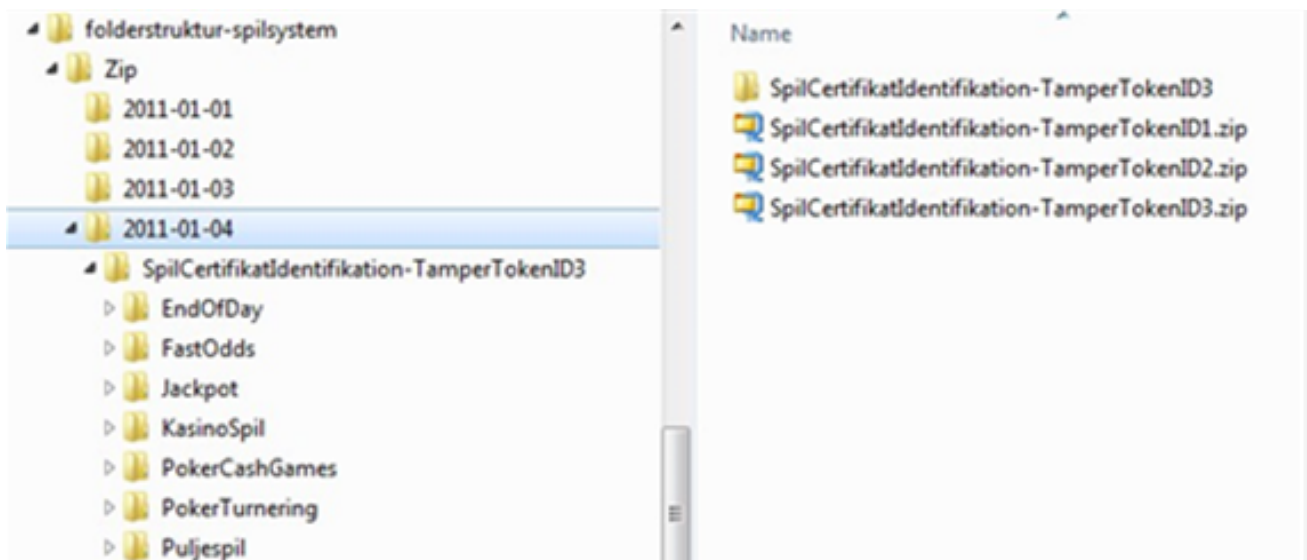 folderstruktur-spilsystem
Zip
2011-01-01
2011-01-02
2011-01-03
2011-01-04
SpilCertifikatIdentifikation-TamperTokenID3
EndOfDay
FastOdds
Jackpot
KasinoSpil
PokerCashGames
PokerTurnering
Puljespil
Name
SpilCertifikatIdentifikation-TamperTokenID3
SpilCertifikatIdentifikation-TamperTokenID1.zip
SpilCertifikatIdentifikation-TamperTokenID2.zip
SpilCertifikatIdentifikation-TamperTokenID3.zip